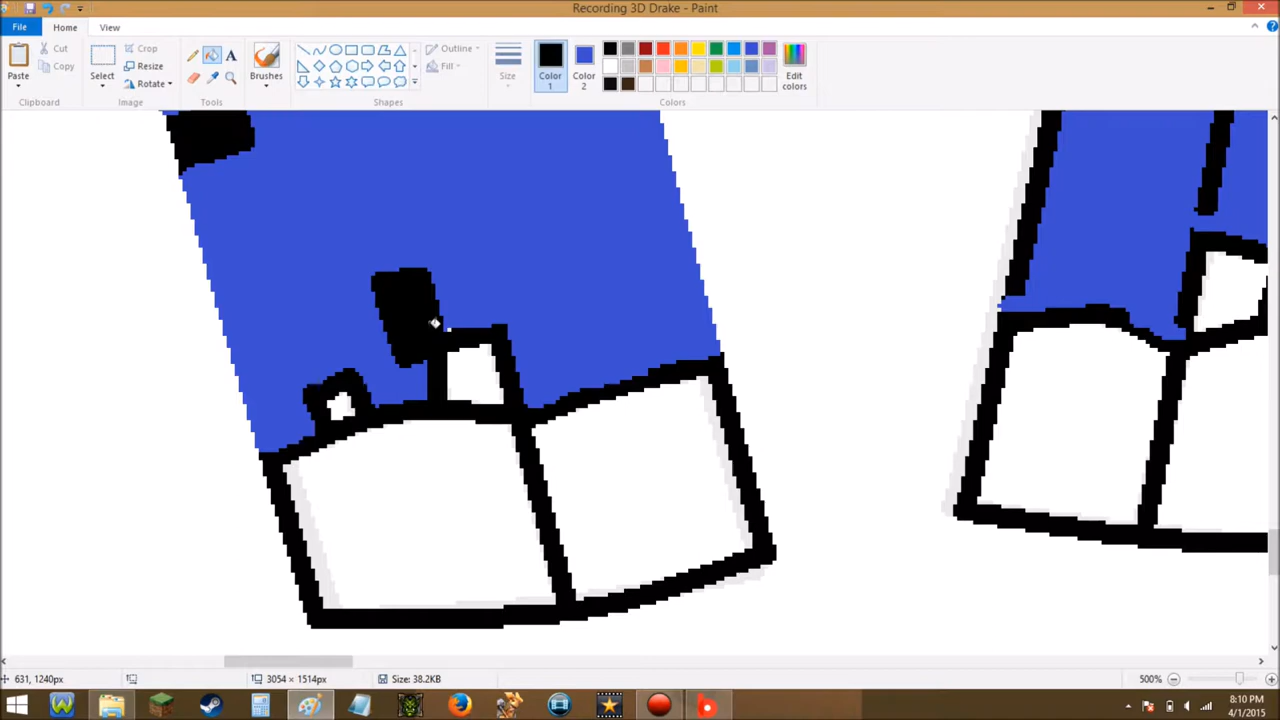 Recording 3D Drake - Paint
File Home View
Paste
Cut
Copy
Clipboard
Select
Crop
Resize
Rotate
Image
A
Tools
Brushes
Shapes
Outline
Fill
Size
Color 1
Color 2
Edit colors
Colors
631, 1240px
3054 × 1514px
Size: 38.2KB
500%
8:10 PM
4/1/2015